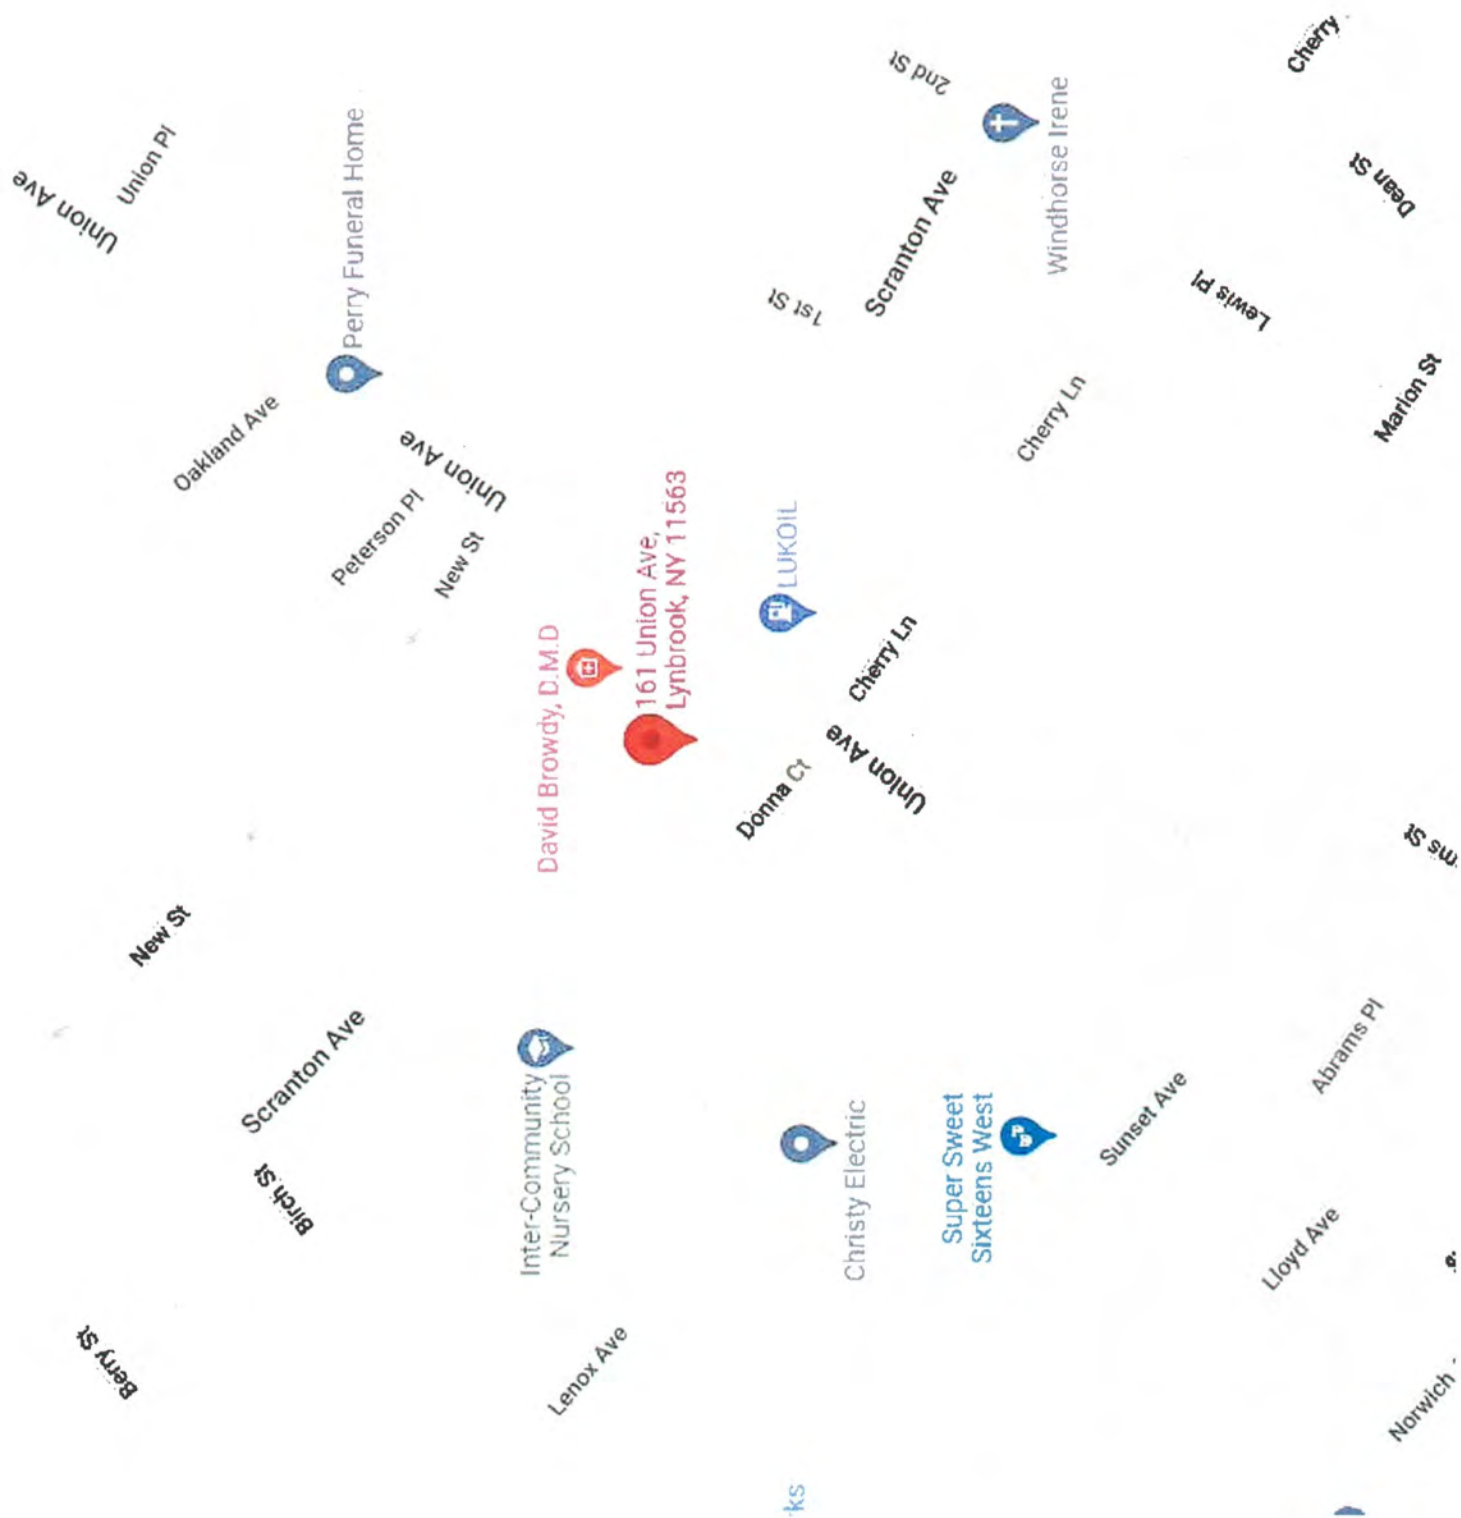 Cherry
2nd St
Union Pl
Union Ave
Perry Funeral Home
Windhorse Irene
Dean St
Scranton Ave
1st St
Lewis Pl
Oakland Ave
Union Ave
Cherry Ln
Marion St
Peterson Pl
New St
161 Union Ave,
Lynbrook, NY 11563
LUKOIL
David Browdy, D.M.D
Cherry Ln
Donna Ct
Union Ave
ms St
New St
Scranton Ave
Abrams Pl
Inter-Community
Nursery School
Christy Electric
Super Sweet
Sixteens West
Sunset Ave
Birch St
Lloyd Ave
Berry St
Lenox Ave
Norwich
ks